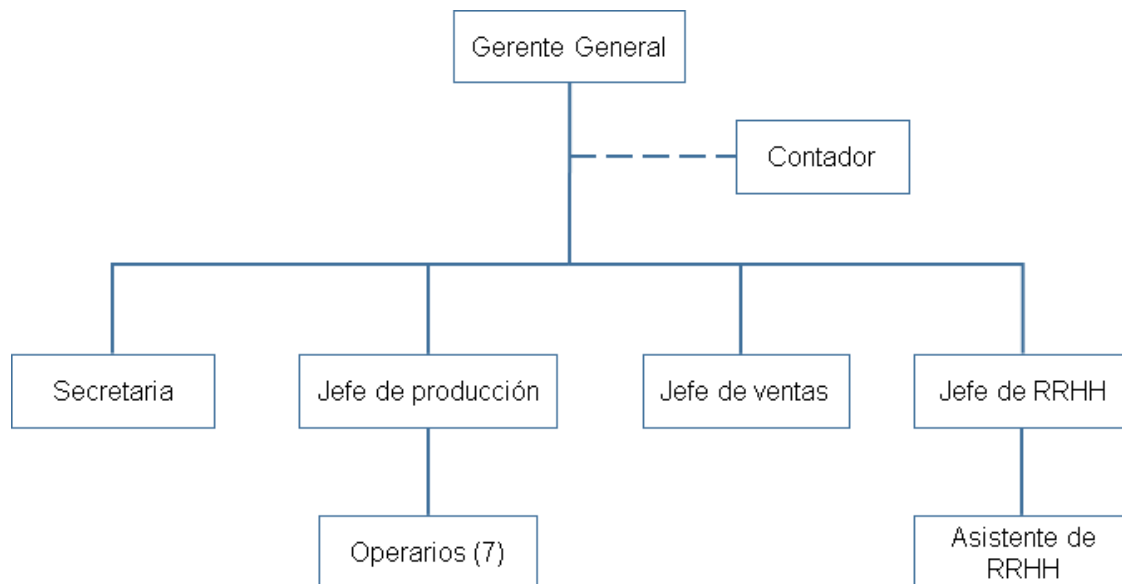 Gerente General
Contador
Secretaria
Jefe de producción
Jefe de ventas
Jefe de RRHH
Operarios (7)
Asistente de
RRHH